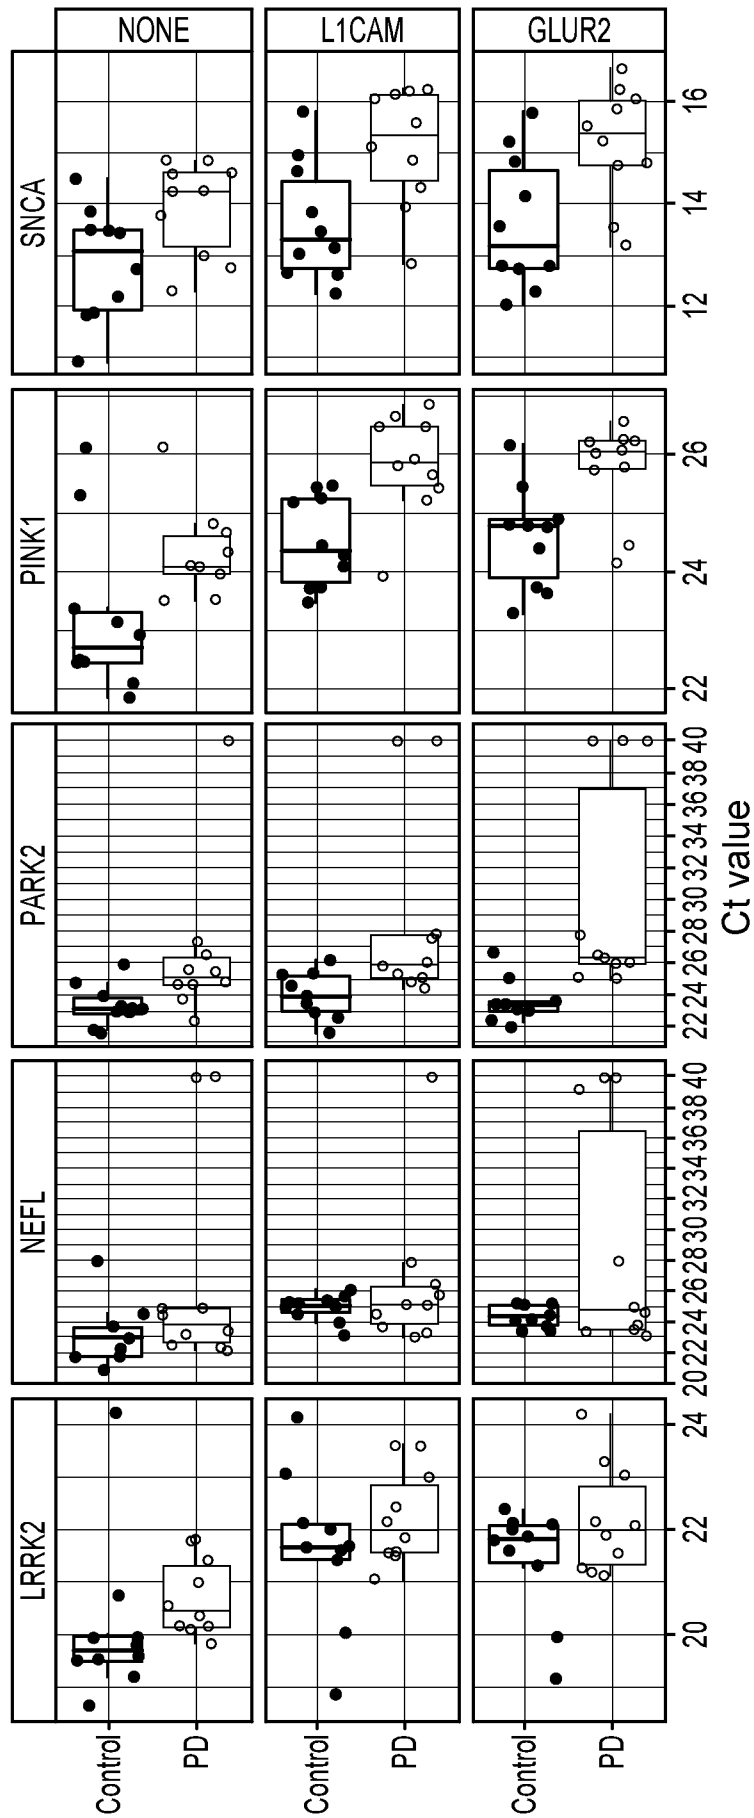 NONE
L1CAM
GLUR2
SNCA
16
14
12
PINK1
26
24
22
PARK2
40
38
36
34
32
30
28
26
24
22
Ct value
NEFL
40
38
36
34
32
30
28
26
24
22
20
LRRK2
24
22
20
Control
PD
Control
PD
Control
PD